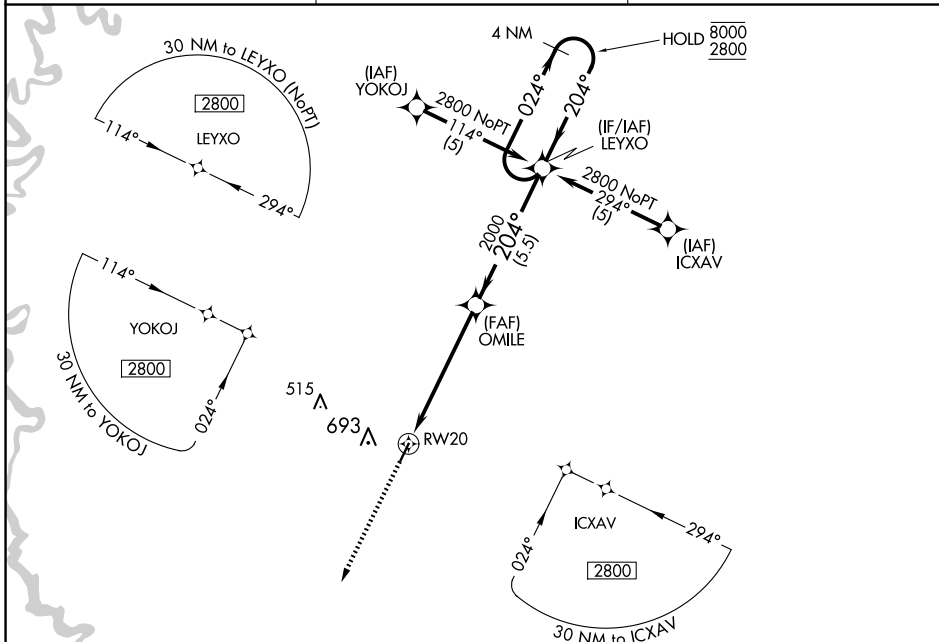 30 NM to LEYXO (NoPT)
2800
LEYXO
114°
294°
4 NM
HOLD 8000
2800
(IAF)
YOKOJ
2800 NoPT
114°
(5)
024°
204°
(IF/IAF)
LEYXO
2800 NoPT
294°
(5)
(IAF)
ICXAV
2000
204°
(5.5)
(FAF)
OMILE
114°
YOKOJ
2800
30 NM to YOKOJ
024°
515
693
RW20
ICXAV
024°
294°
2800
30 NM to ICXAV